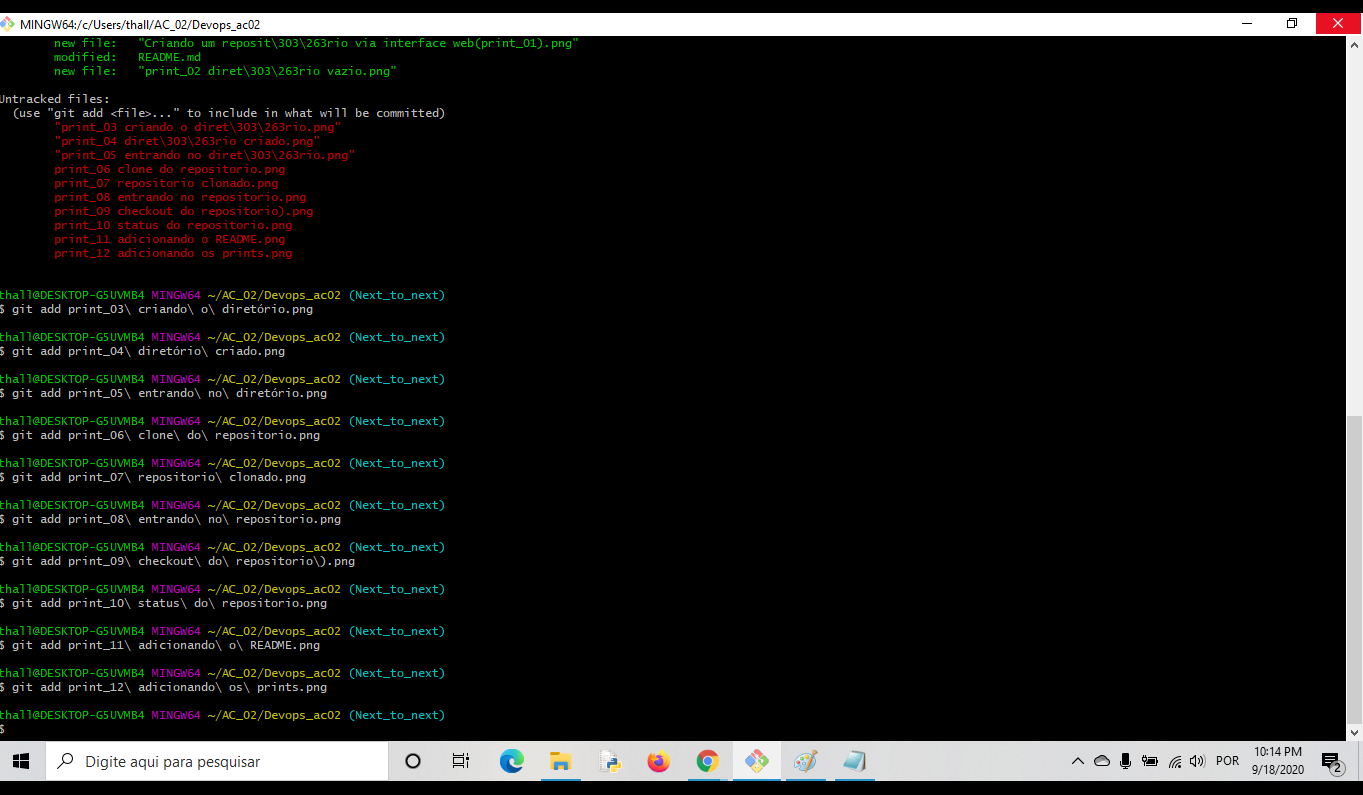 MINGW64:/c/Users/thall/AC_02/Devops_ac02
new file:   "Criando um reposit\303\263rio via interface web(print_01).png"
modified:   README.md
new file:   "print_02 diret\303\263rio vazio.png"
Untracked files:
(use "git add <file>..." to include in what will be committed)
"print_03 criando o diret\303\263rio.png"
"print_04 diret\303\263rio criado.png"
"print_05 entrando no diret\303\263rio.png"
print_06 clone do repositorio.png
print_07 repositorio clonado.png
print_08 entrando no repositorio.png
print_09 checkout do repositorio).png
print_10 status do repositorio.png
print_11 adicionando o README.png
print_12 adicionando os prints.png
thall@DESKTOP-G5UVMB4 MINGW64 ~/AC_02/Devops_ac02 (Next_to_next)
$ git add print_03\ criando\ o\ diretório.png
thall@DESKTOP-G5UVMB4 MINGW64 ~/AC_02/Devops_ac02 (Next_to_next)
$ git add print_04\ diretório\ criado.png
thall@DESKTOP-G5UVMB4 MINGW64 ~/AC_02/Devops_ac02 (Next_to_next)
$ git add print_05\ entrando\ no\ diretório.png
thall@DESKTOP-G5UVMB4 MINGW64 ~/AC_02/Devops_ac02 (Next_to_next)
$ git add print_06\ clone\ do\ repositorio.png
thall@DESKTOP-G5UVMB4 MINGW64 ~/AC_02/Devops_ac02 (Next_to_next)
$ git add print_07\ repositorio\ clonado.png
thall@DESKTOP-G5UVMB4 MINGW64 ~/AC_02/Devops_ac02 (Next_to_next)
$ git add print_08\ entrando\ no\ repositorio.png
thall@DESKTOP-G5UVMB4 MINGW64 ~/AC_02/Devops_ac02 (Next_to_next)
$ git add print_09\ checkout\ do\ repositorio\).png
thall@DESKTOP-G5UVMB4 MINGW64 ~/AC_02/Devops_ac02 (Next_to_next)
$ git add print_10\ status\ do\ repositorio.png
thall@DESKTOP-G5UVMB4 MINGW64 ~/AC_02/Devops_ac02 (Next_to_next)
$ git add print_11\ adicionando\ o\ README.png
thall@DESKTOP-G5UVMB4 MINGW64 ~/AC_02/Devops_ac02 (Next_to_next)
$ git add print_12\ adicionando\ os\ prints.png
thall@DESKTOP-G5UVMB4 MINGW64 ~/AC_02/Devops_ac02 (Next_to_next)
$
Digite aqui para pesquisar
POR
10:14 PM
9/18/2020
2